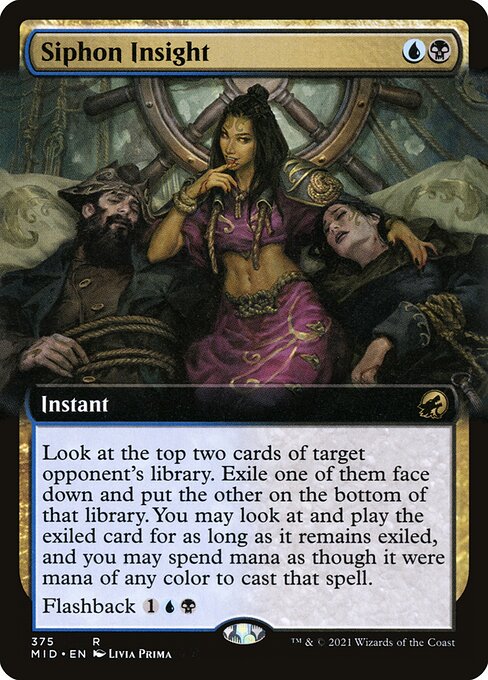 Siphon Insight
Instant
Look at the top two cards of target
opponent's library. Exile one of them face
down and put the other on the bottom of
that library. You may look at and play the
exiled card for as long as it remains exiled,
and you may spend mana as though it were
mana of any color to cast that spell.
Flashback 1
375 R
MID • EN LIVIA PRIMA
™ & © 2021 Wizards of the Coast